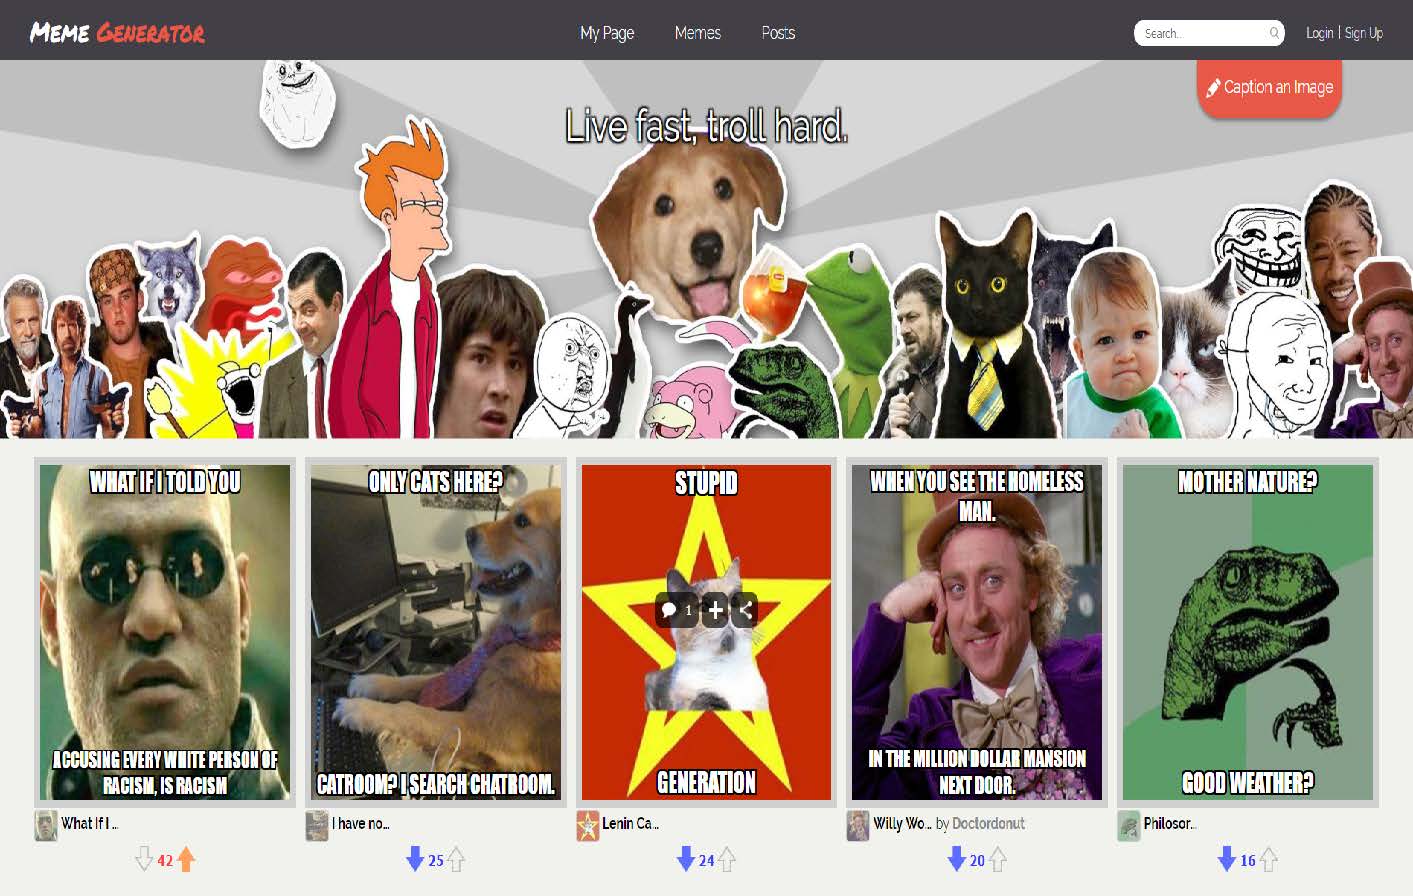 MEME GENERATOR
My Page Memes Posts
Search...
Login | Sign Up
Caption an Image
Live fast, troll hard.
WHAT IF I TOLD YOU
ACCUSING EVERY WHITE PERSON OF
RACISM, IS RACISM
ONLY CATS HERE?
CATROOM? I SEARCH CHATROOM.
STUPID
1
GENERATION
WHEN YOU SEE THE HOMELESS
MAN.
IN THE MILLION DOLLAR MANSION
NEXT DOOR.
MOTHER NATURE?
GOOD WEATHER?
What If I ...
I have no...
Lenin Ca...
Willy Wo... by Doctordonut
Philosor...
42
25
24
20
16